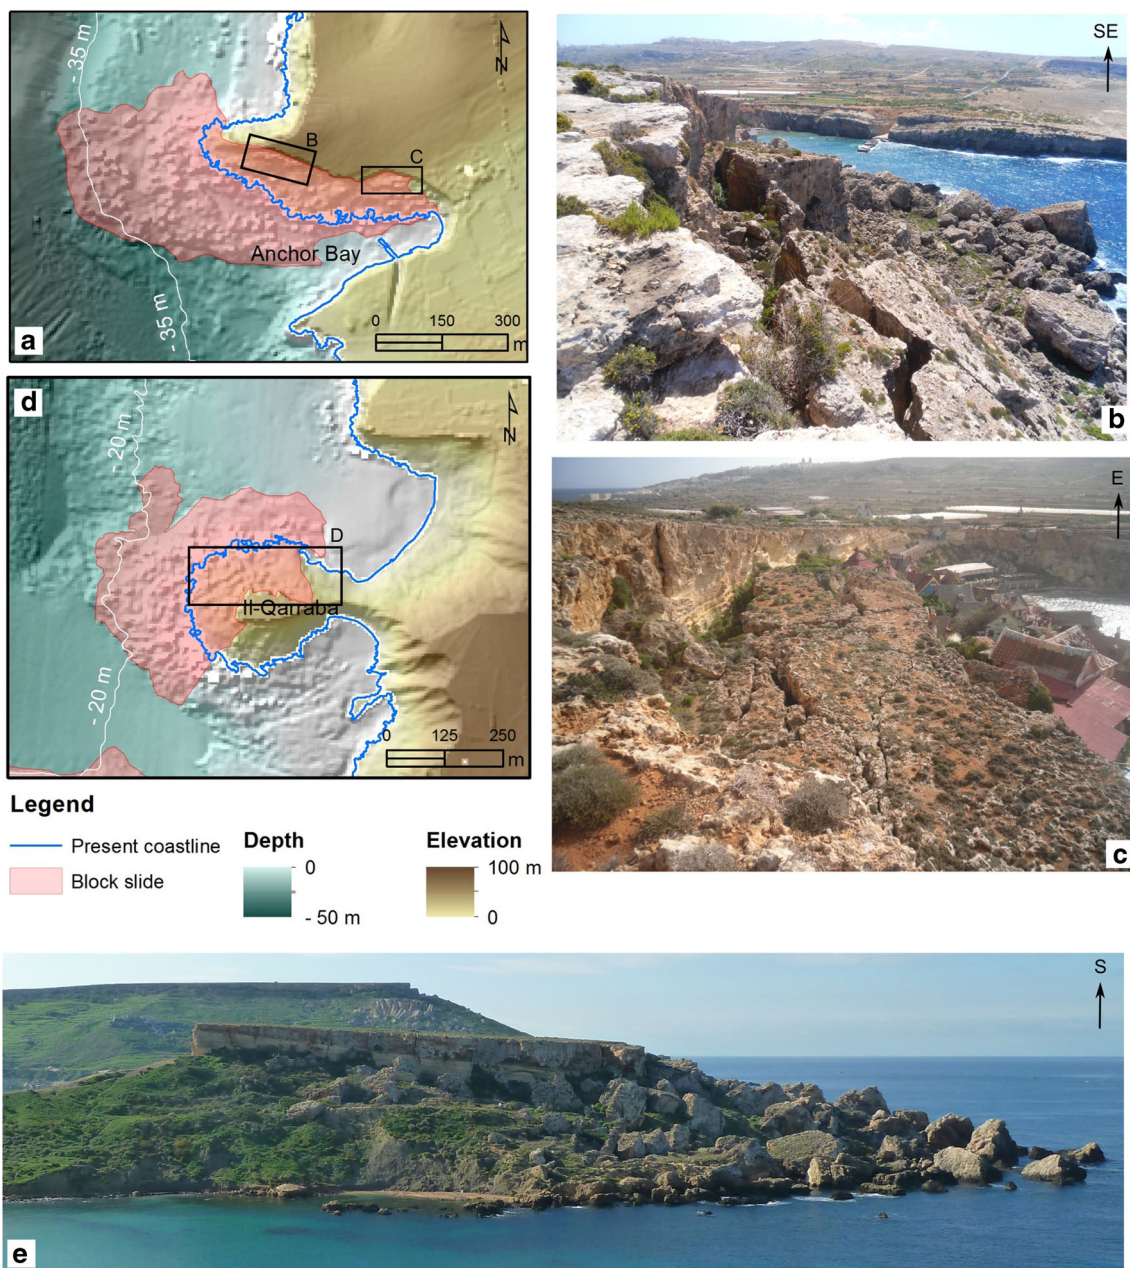 - 35 m
N
B
C
Anchor Bay
- 35 m
0 150 300
m
a
SE
b
- 20 m
N
D
Il-Qarraba
- 20 m
0 125 250
m
d
E
c
Legend
Present coastline
Block slide
Depth
0
- 50 m
Elevation
100 m
0
S
e